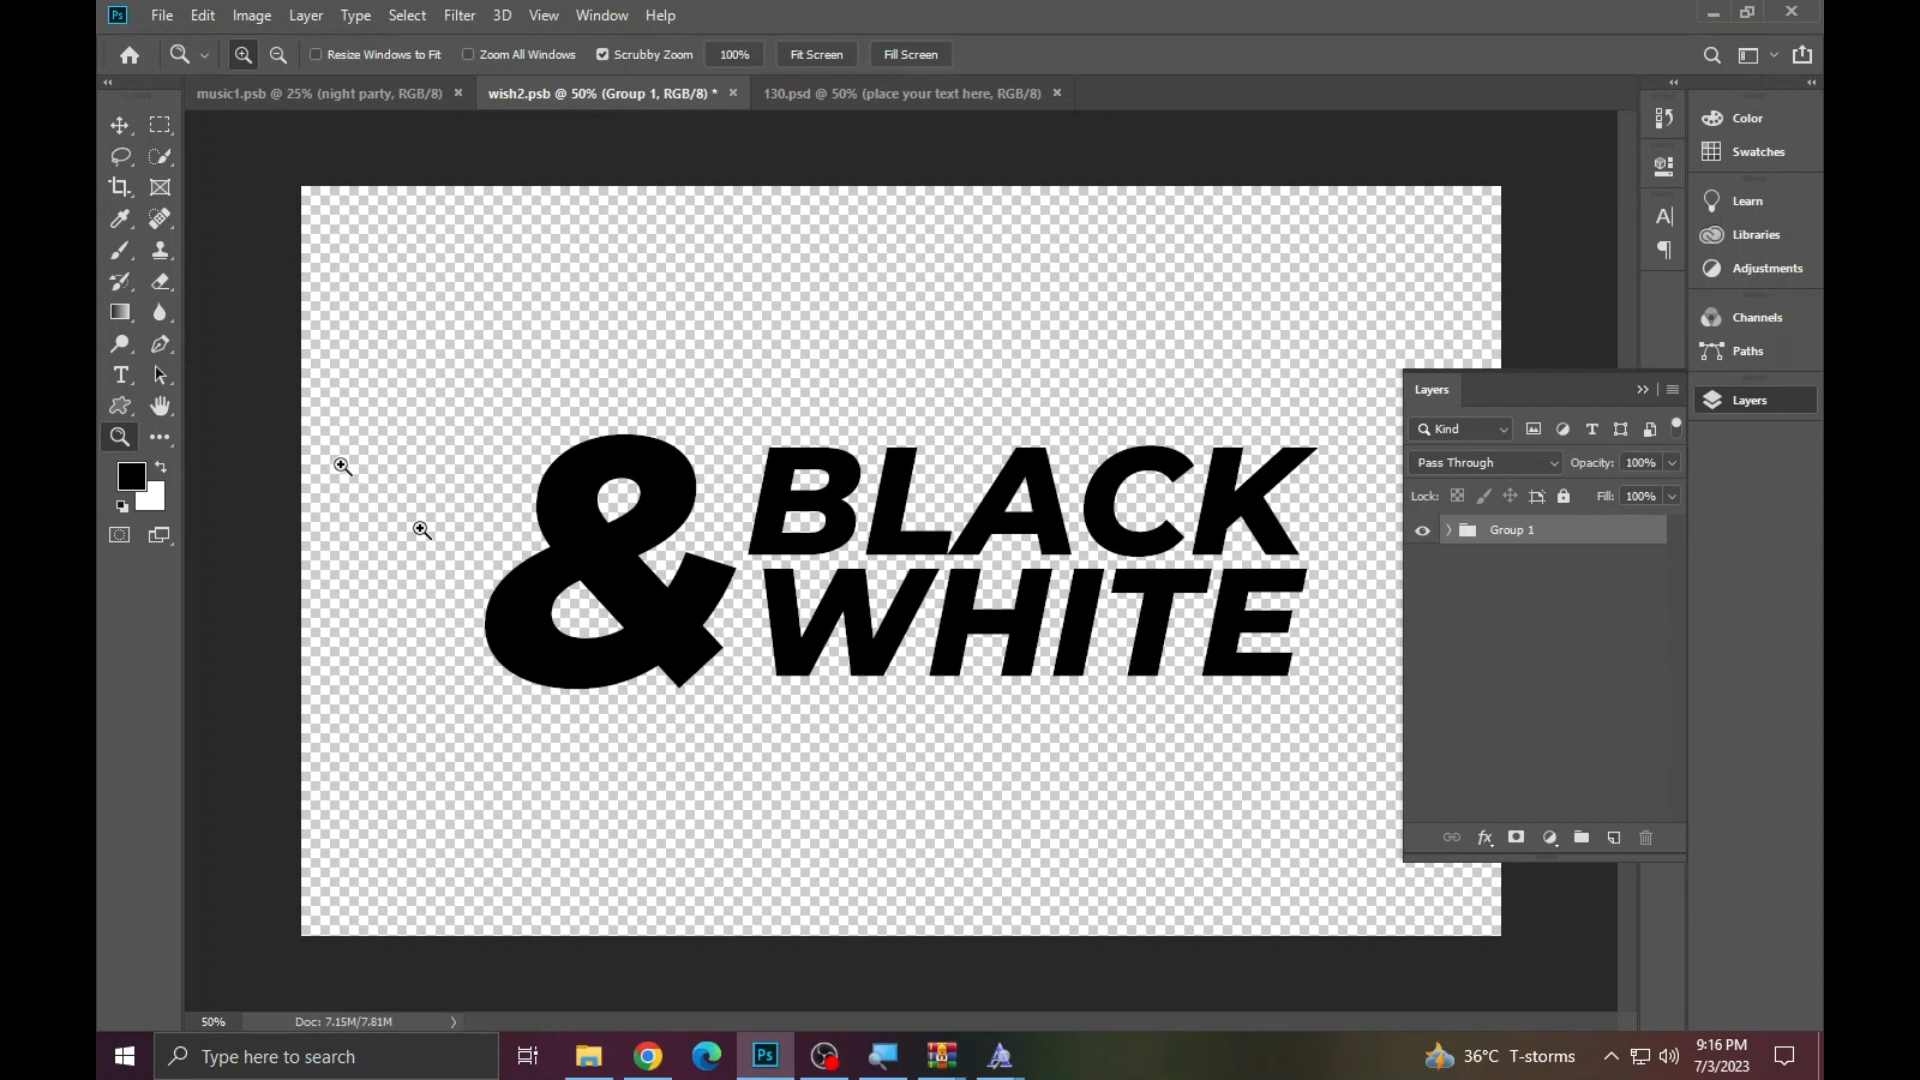 Ps File Edit Image Layer Type Select Filter 3D View Window Help
Resize Windows to Fit Zoom All Windows Scrubby Zoom 100% Fit Screen Fill Screen
music1.psb @ 25% (night party, RGB/8) wish2.psb @ 50% (Group 1, RGB/8) * 130.psd @ 50% (place your text here, RGB/8)
Color
Swatches
Learn
Libraries
Adjustments
Channels
Paths
Layers
Layers
Kind
Pass Through Opacity: 100%
Lock: Fill: 100%
Group 1
fx
& BLACK
WHITE
50% Doc: 7.15M/7.81M
Type here to search
Ps
36°C T-storms
9:16 PM
7/3/2023